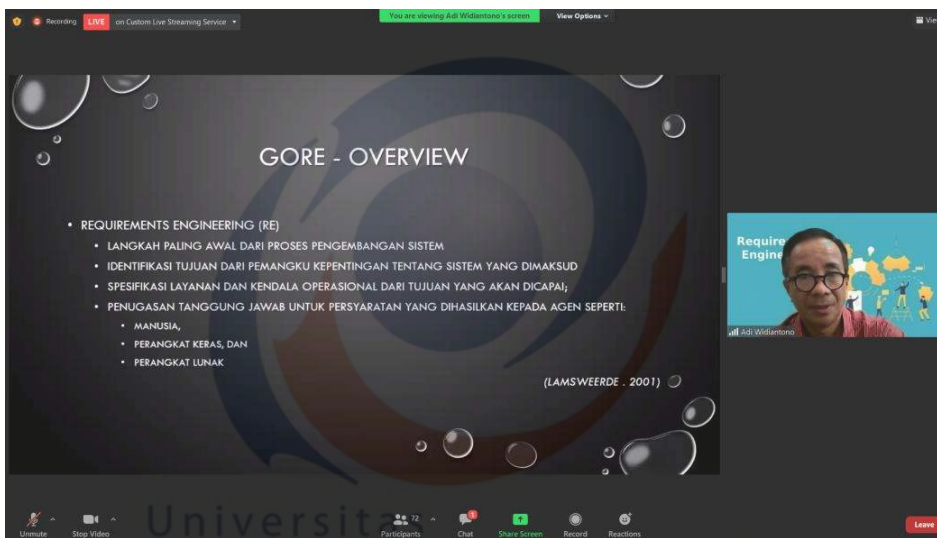 Recording LIVE on Custom Live Streaming Service
You are viewing Adi Widiantono's screen View Options
View
GORE - OVERVIEW
• REQUIREMENTS ENGINEERING (RE)
• LANGKAH PALING AWAL DARI PROSES PENGEMBANGAN SISTEM
• IDENTIFIKASI TUJUAN DARI PEMANGKU KEPENTINGAN TENTANG SISTEM YANG DIMAKSUD
• SPESIFIKASI LAYANAN DAN KENDALA OPERASIONAL DARI TUJUAN YANG AKAN DICAPAI;
• PENUGASAN TANGGUNG JAWAB UNTUK PERSYARATAN YANG DIHASILKAN KEPADA AGEN SEPERTI:
• MANUSIA,
• PERANGKAT KERAS, DAN
• PERANGKAT LUNAK
(LAMSWEERDE . 2001)
Require
Engine
Adi Widiantono
Universitas
72
1
Unmute Stop Video Participants Chat Share Screen Record Reactions Leave